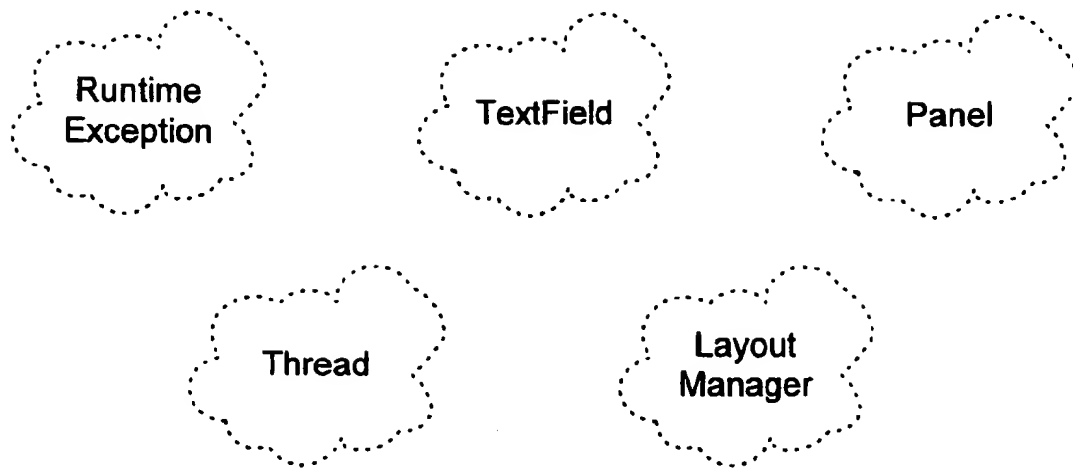 Runtime
Exception
TextField
Panel
Thread
Layout
Manager